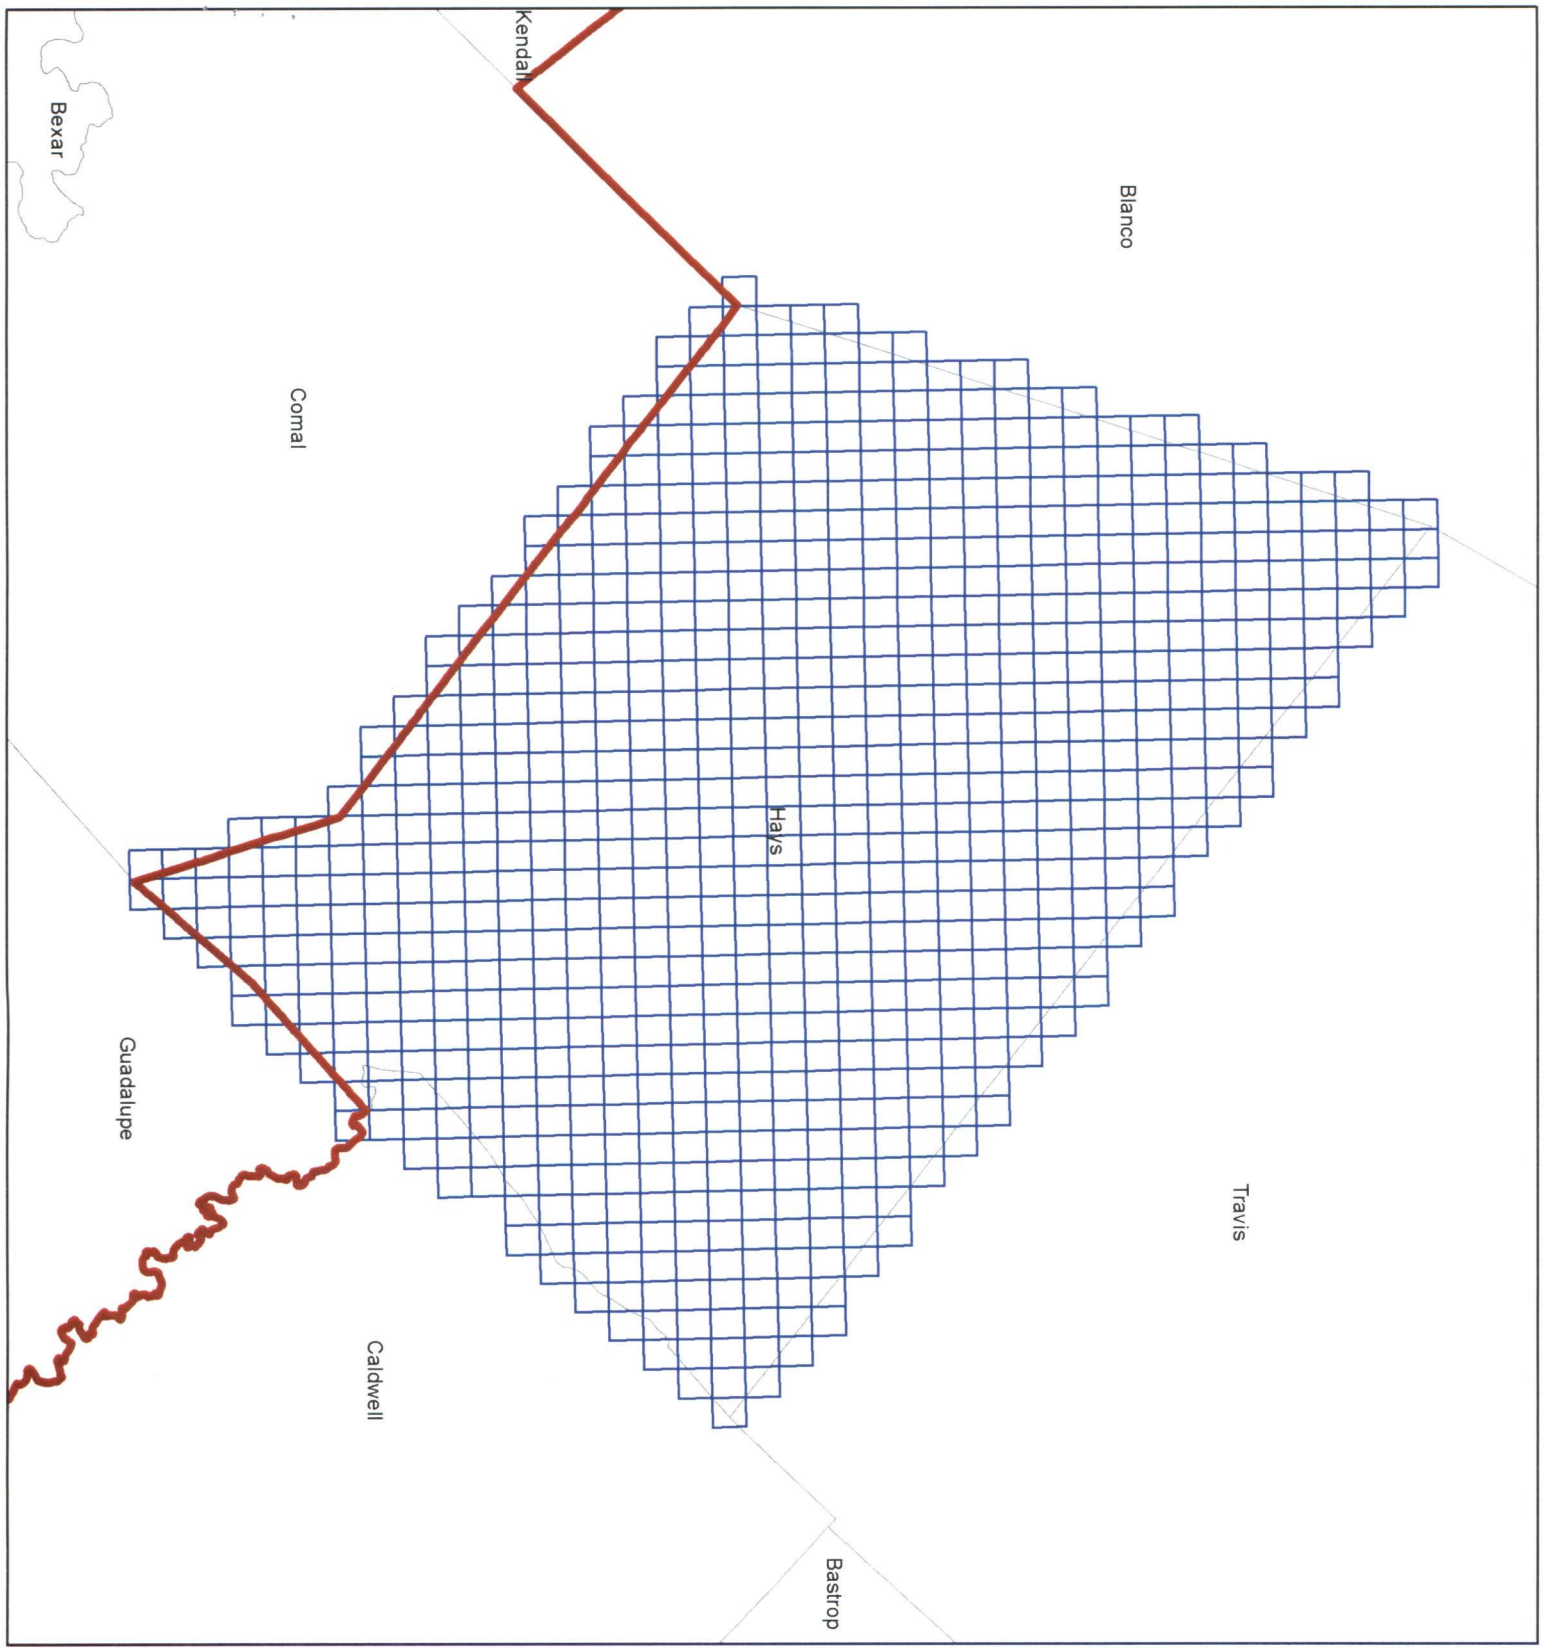 Blanco
Travis
Kendall
Hays
Bastrop
Comal
Caldwell
Bexar
Guadalupe